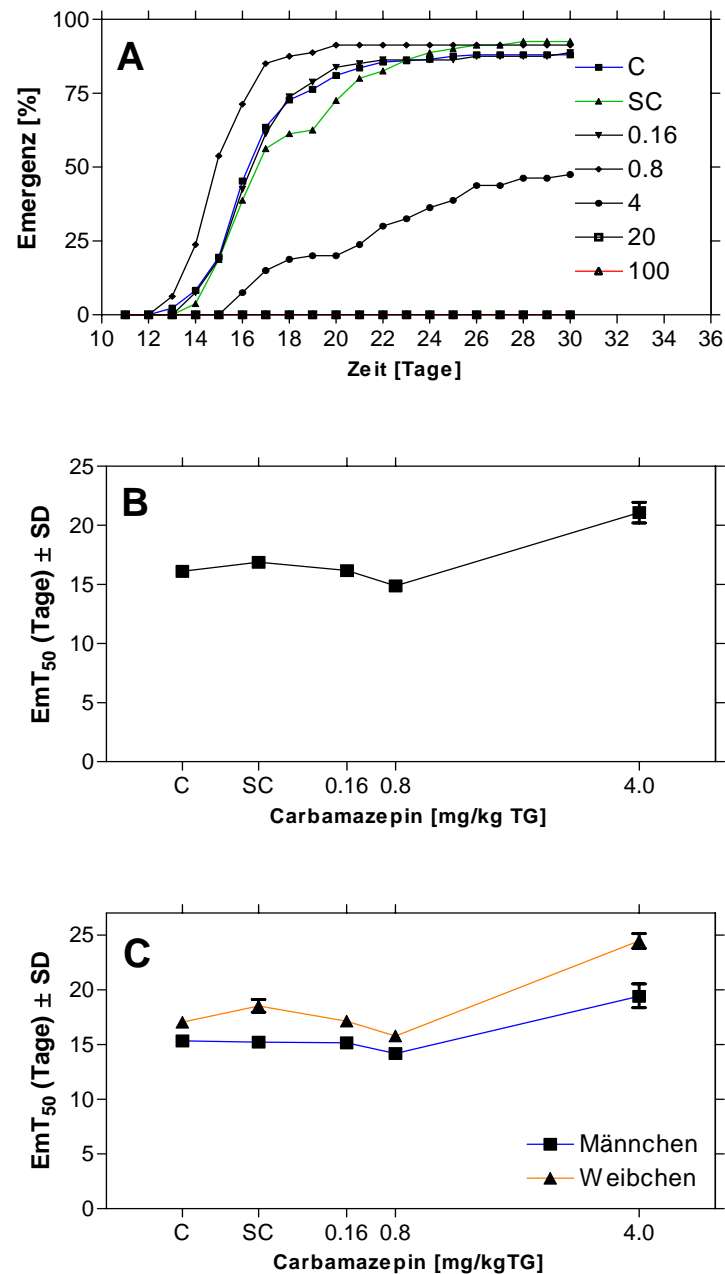 A
Emergenz [%]
100
75
50
25
0
10 12 14 16 18 20 22 24 26 28 30 32 34 36
Zeit [Tage]
C
SC
0.16
0.8
4
20
100
B
EmT50 (Tage) ± SD
25
20
15
10
5
0
C SC 0.16 0.8 4.0
Carbamazepin [mg/kg TG]
C
EmT50 (Tage) ± SD
25
20
15
10
5
0
Männchen
Weibchen
C SC 0.16 0.8 4.0
Carbamazepin [mg/kgTG]